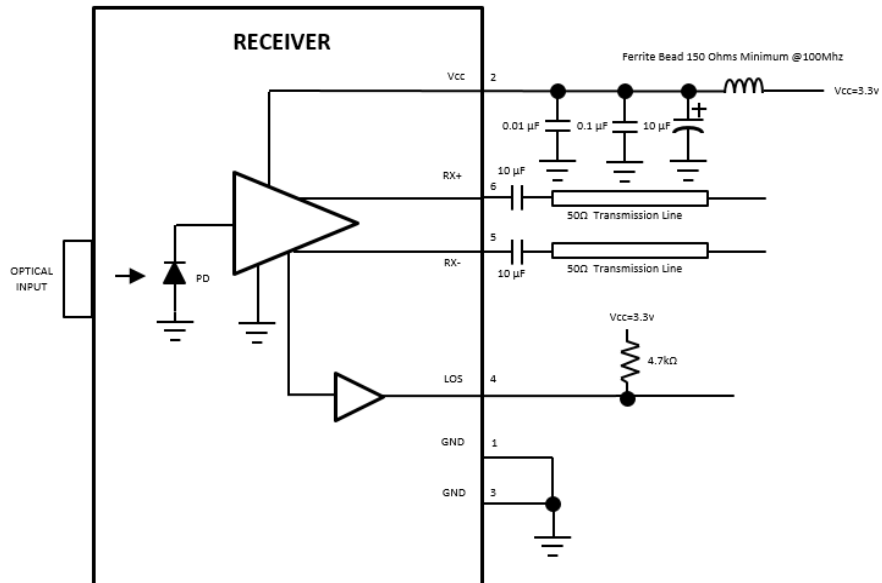 RECEIVER
Ferrite Bead 150 Ohms Minimum @100Mhz
Vcc
2
Vcc=3.3v
+
0.01 µF
0.1 µF
10 µF
10 µF
RX+
6
50Ω Transmission Line
5
RX-
10 µF
50Ω Transmission Line
OPTICAL
INPUT
PD
Vcc=3.3v
4.7kΩ
LOS
4
GND
1
GND
3